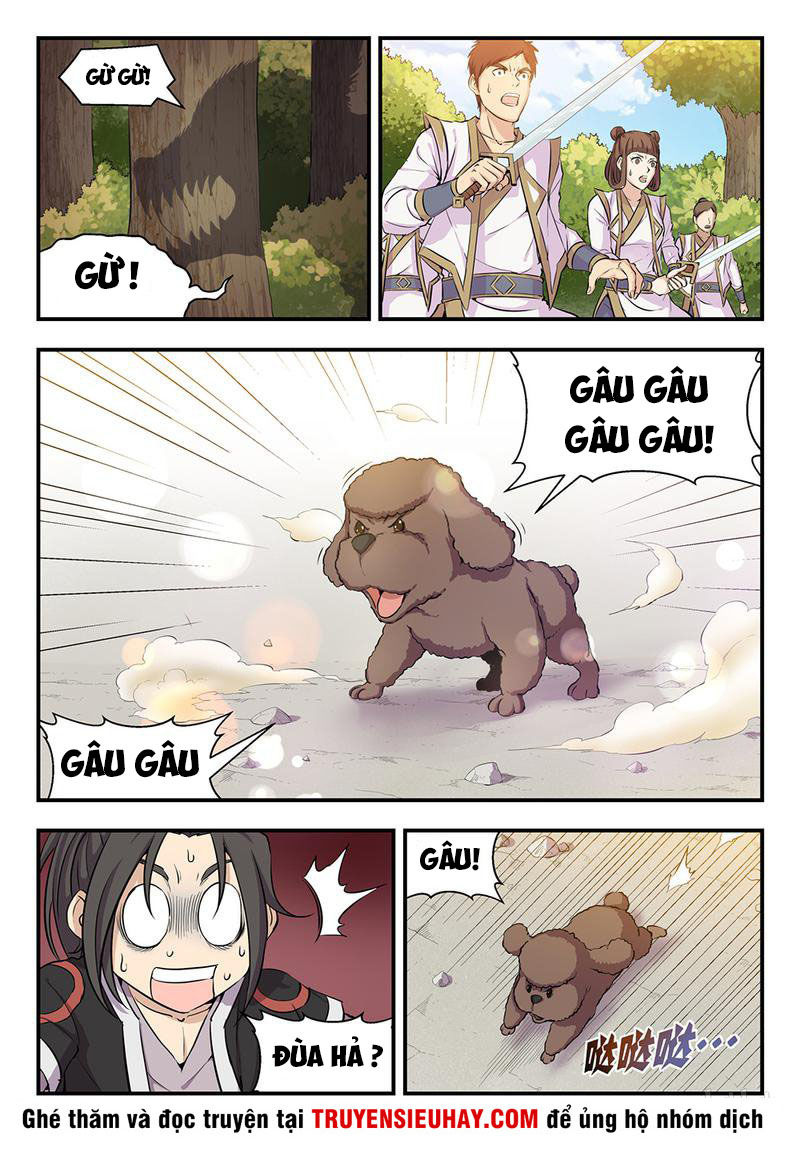 GỪ GỪ!
GỪ!
GÂU GÂU
GÂU GÂU!
GÂU GÂU
ĐÙA HẢ ?
GÂU!
哒哒哒...
Ghé thăm và đọc truyện tại TRUYENSIEUHAY.COM để ủng hộ nhóm dịch